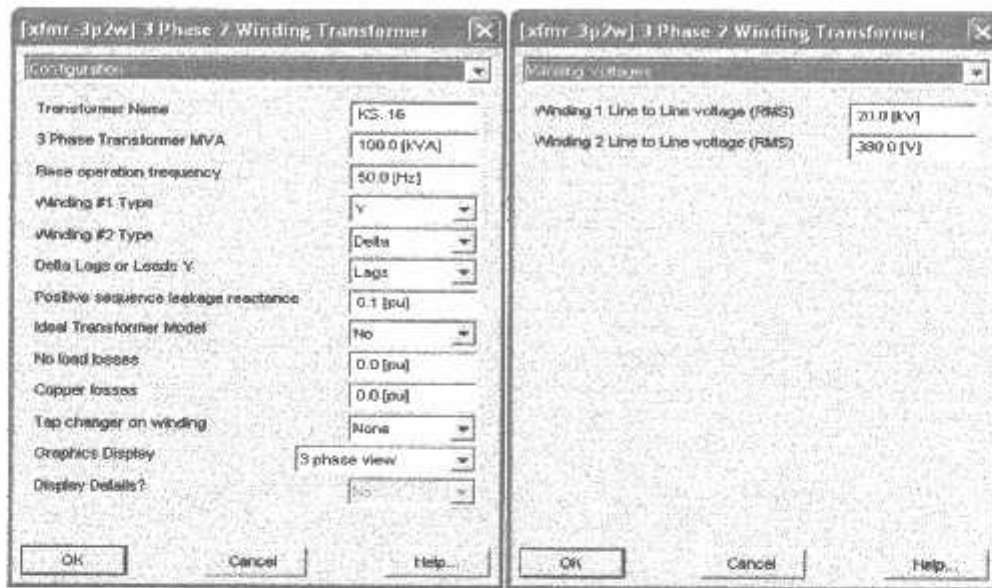 [xfmr-3p2w] 3 Phase 2 Winding Transformer
Configuration
Transformer Name KS. 16
3 Phase Transformer MVA 100.0 [kVA]
Base operation frequency 50.0 [Hz]
Winding #1 Type Y
Winding #2 Type Delta
Delta Lags or Leads Y Lags
Positive sequence leakage reactance 0.1 [pu]
Ideal Transformer Model No
No load losses 0.0 [pu]
Copper losses 0.0 [pu]
Tap changer on winding None
Graphics Display 3 phase view
Display Details? No
OK Cancel Help...
[xfmr-3p2w] 3 Phase 2 Winding Transformer
Winding Voltages
Winding 1 Line to Line voltage (RMS) 20.0 [kV]
Winding 2 Line to Line voltage (RMS) 380.0 [V]
OK Cancel Help...